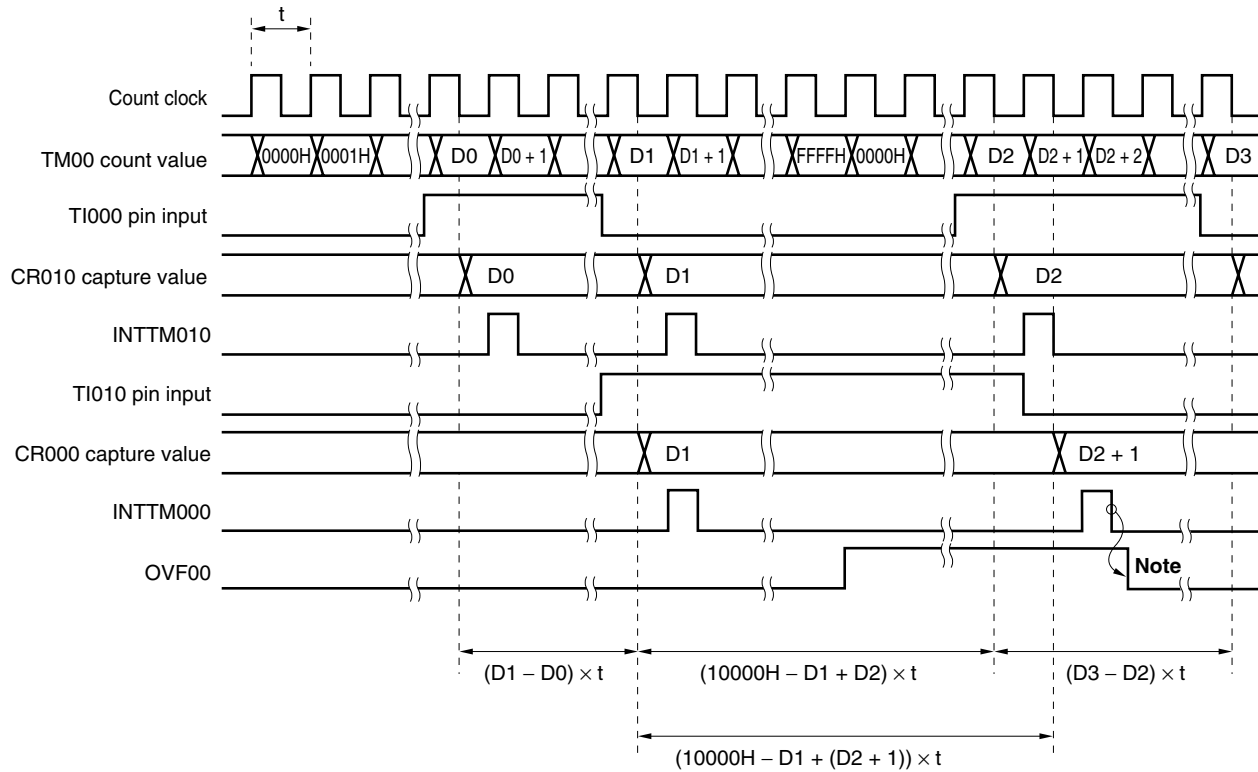 t
Count clock
TM00 count value
0000H 0001H D0 D0 + 1 D1 D1 + 1 FFFFH 0000H D2 D2 + 1 D2 + 2 D3
TI000 pin input
CR010 capture value
D0 D1 D2
INTTM010
TI010 pin input
CR000 capture value
D1 D2 + 1
INTTM000
OVF00
Note
(D1 – D0) × t (10000H – D1 + D2) × t (D3 – D2) × t
(10000H – D1 + (D2 + 1)) × t